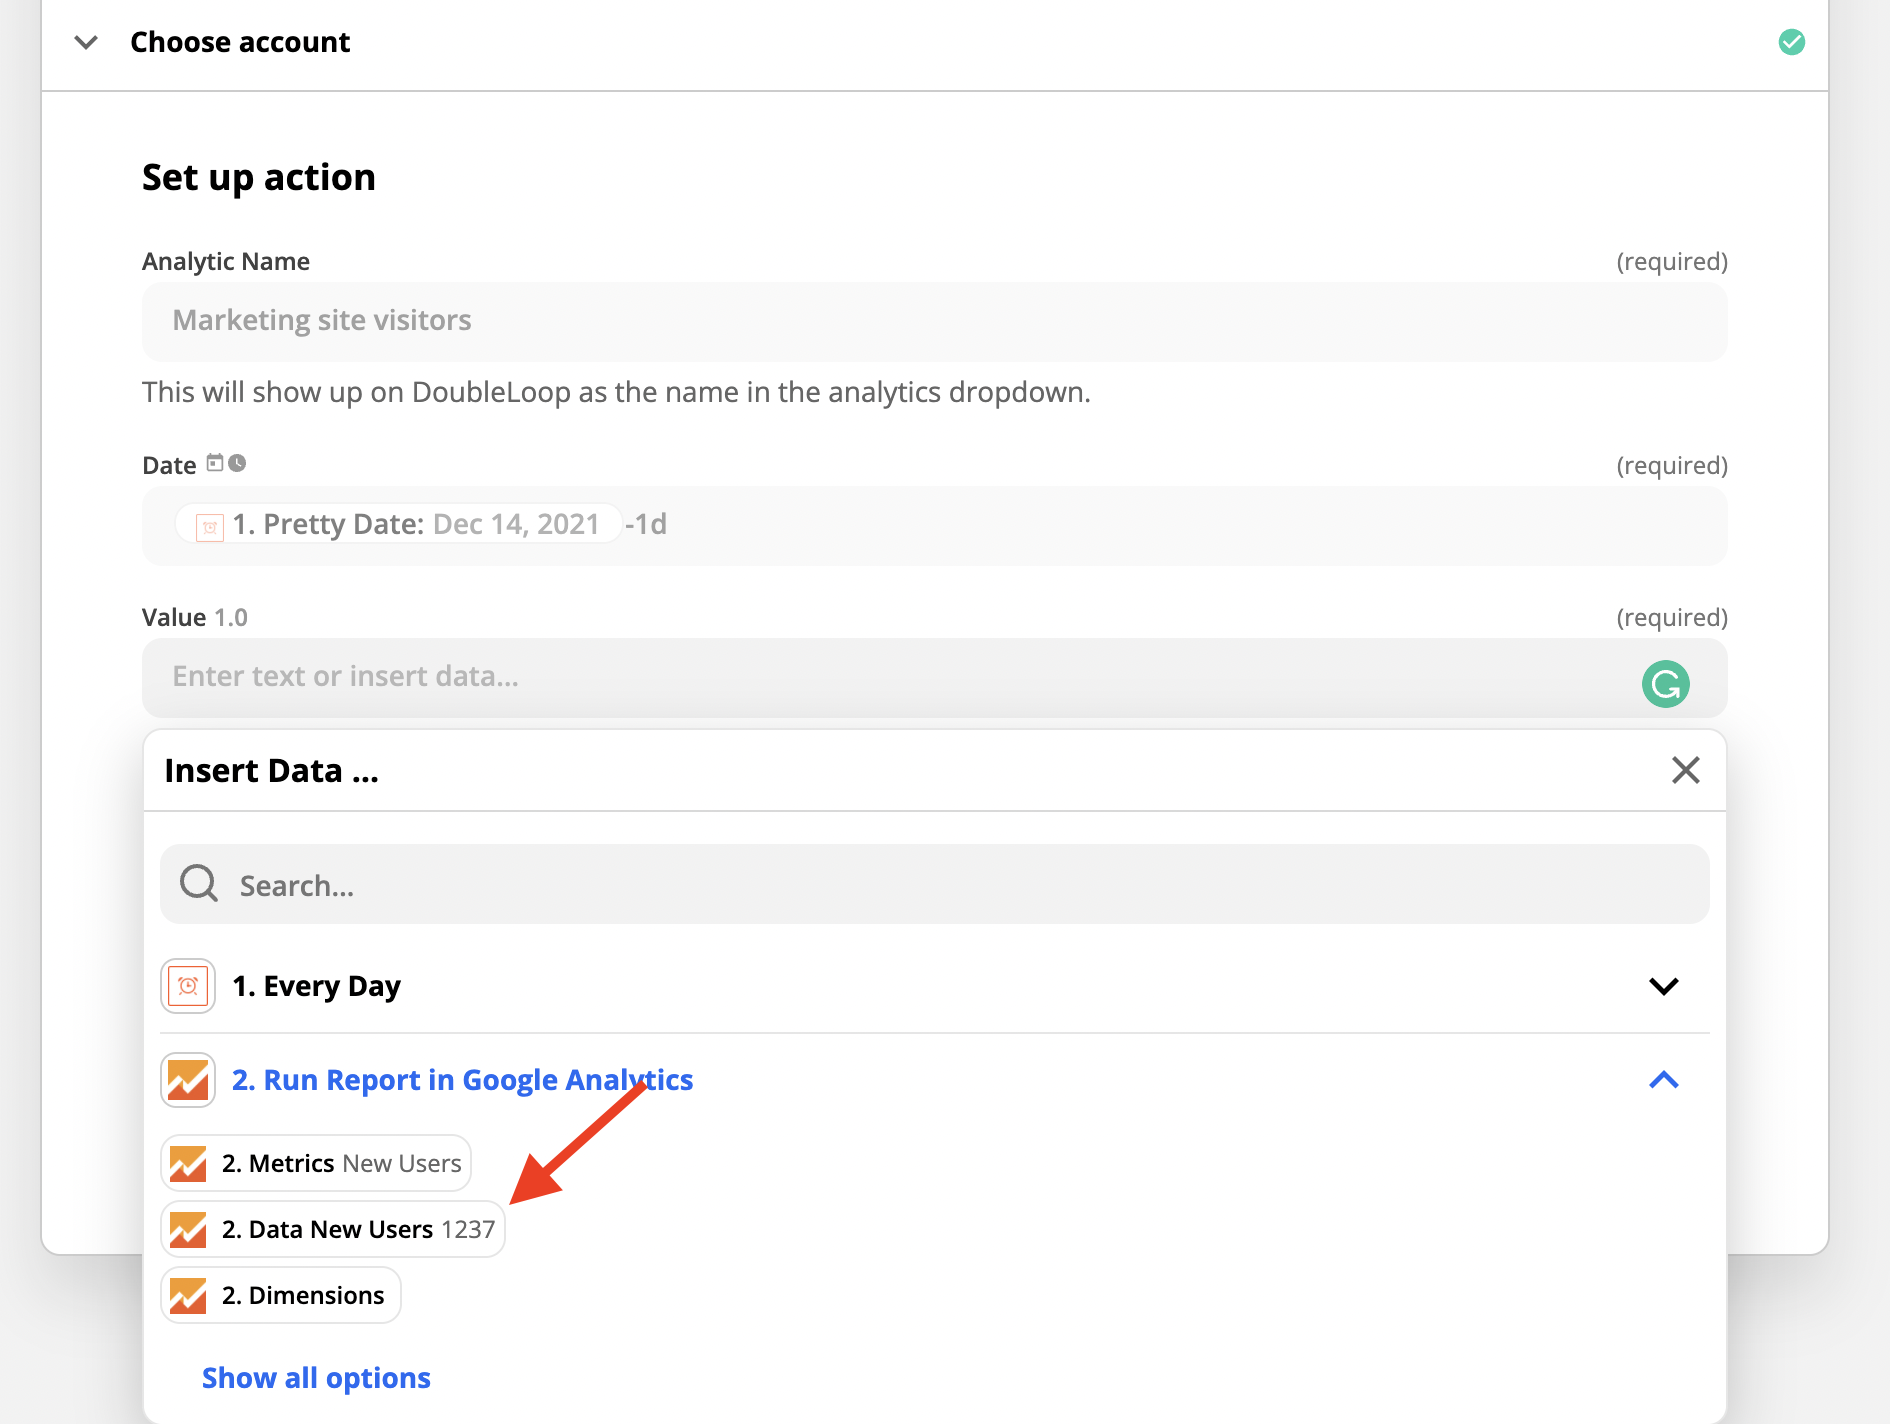 Choose account
Set up action
Analytic Name (required)
Marketing site visitors
This will show up on DoubleLoop as the name in the analytics dropdown.
Date (required)
1. Pretty Date: Dec 14, 2021 -1d
Value 1.0 (required)
Enter text or insert data...
Insert Data ...
Search...
1. Every Day
2. Run Report in Google Analytics
2. Metrics New Users
2. Data New Users 1237
2. Dimensions
Show all options